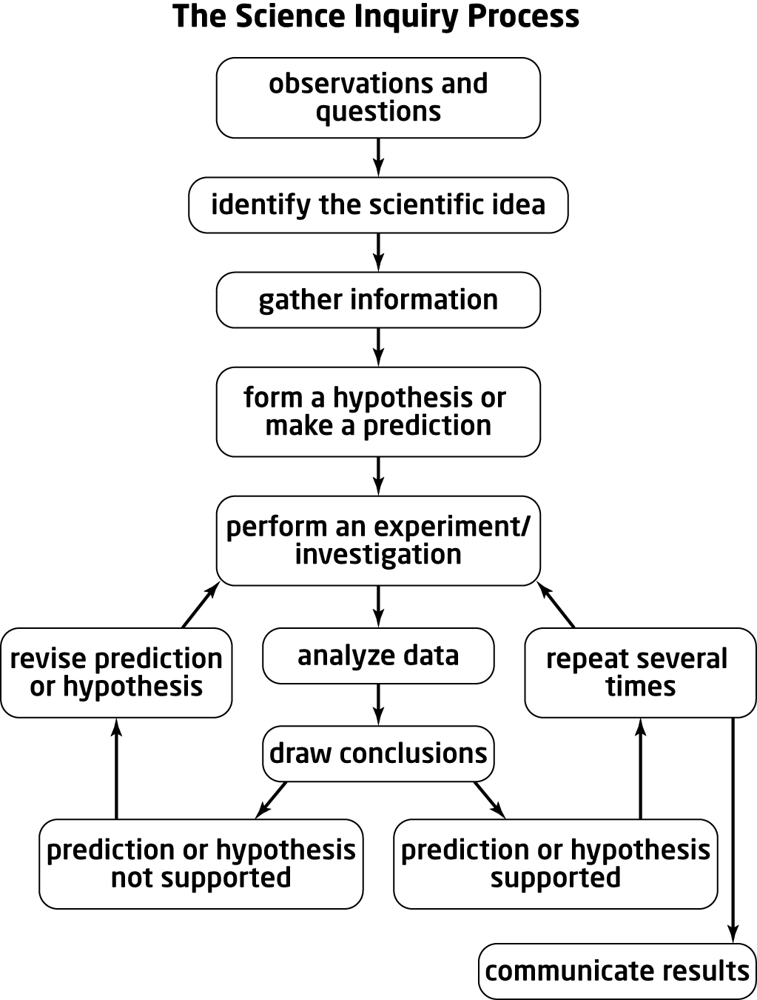 The Science Inquiry Process
observations and
questions
identify the scientific idea
gather information
form a hypothesis or
make a prediction
perform an experiment/
investigation
revise prediction
or hypothesis
analyze data
repeat several
times
draw conclusions
prediction or hypothesis
not supported
prediction or hypothesis
supported
communicate results